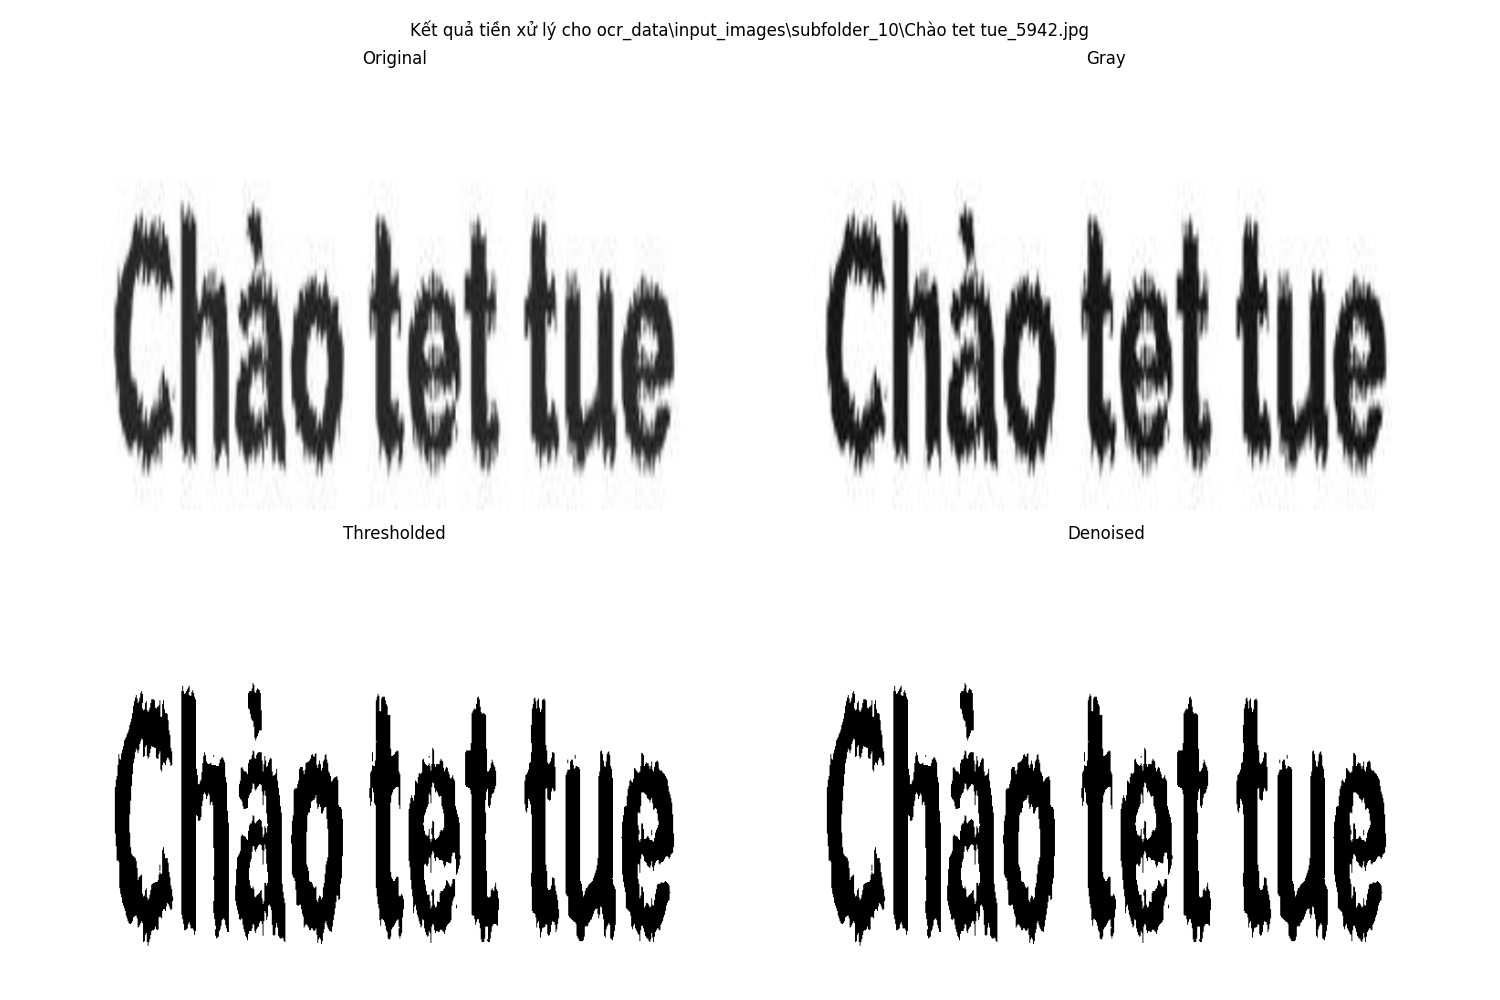 Kết quả tiền xử lý cho ocr_data\input_images\subfolder_10\Chào tet tue_5942.jpg
Original
Gray
Chào tet tue
Chào tet tue
Thresholded
Denoised
Chào tet tue
Chào tet tue